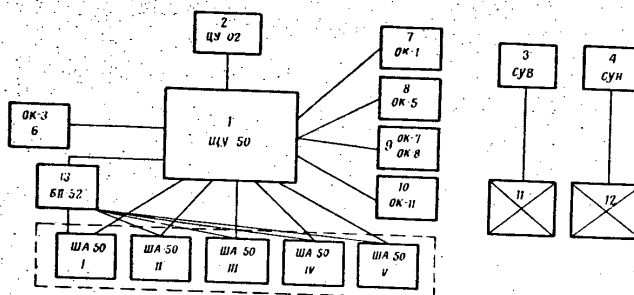 2
ЦУ 02
7
ОК-1
3
СУВ
4
СУН
8
ОК-5
1
ЩУ 50
ОК-3
6
9 ОК-7
ОК 8
13
БП-52
10
ОК-11
11
12
ША 50
I
ША 50
II
ША 50
III
ША 50
IV
ША 50
V